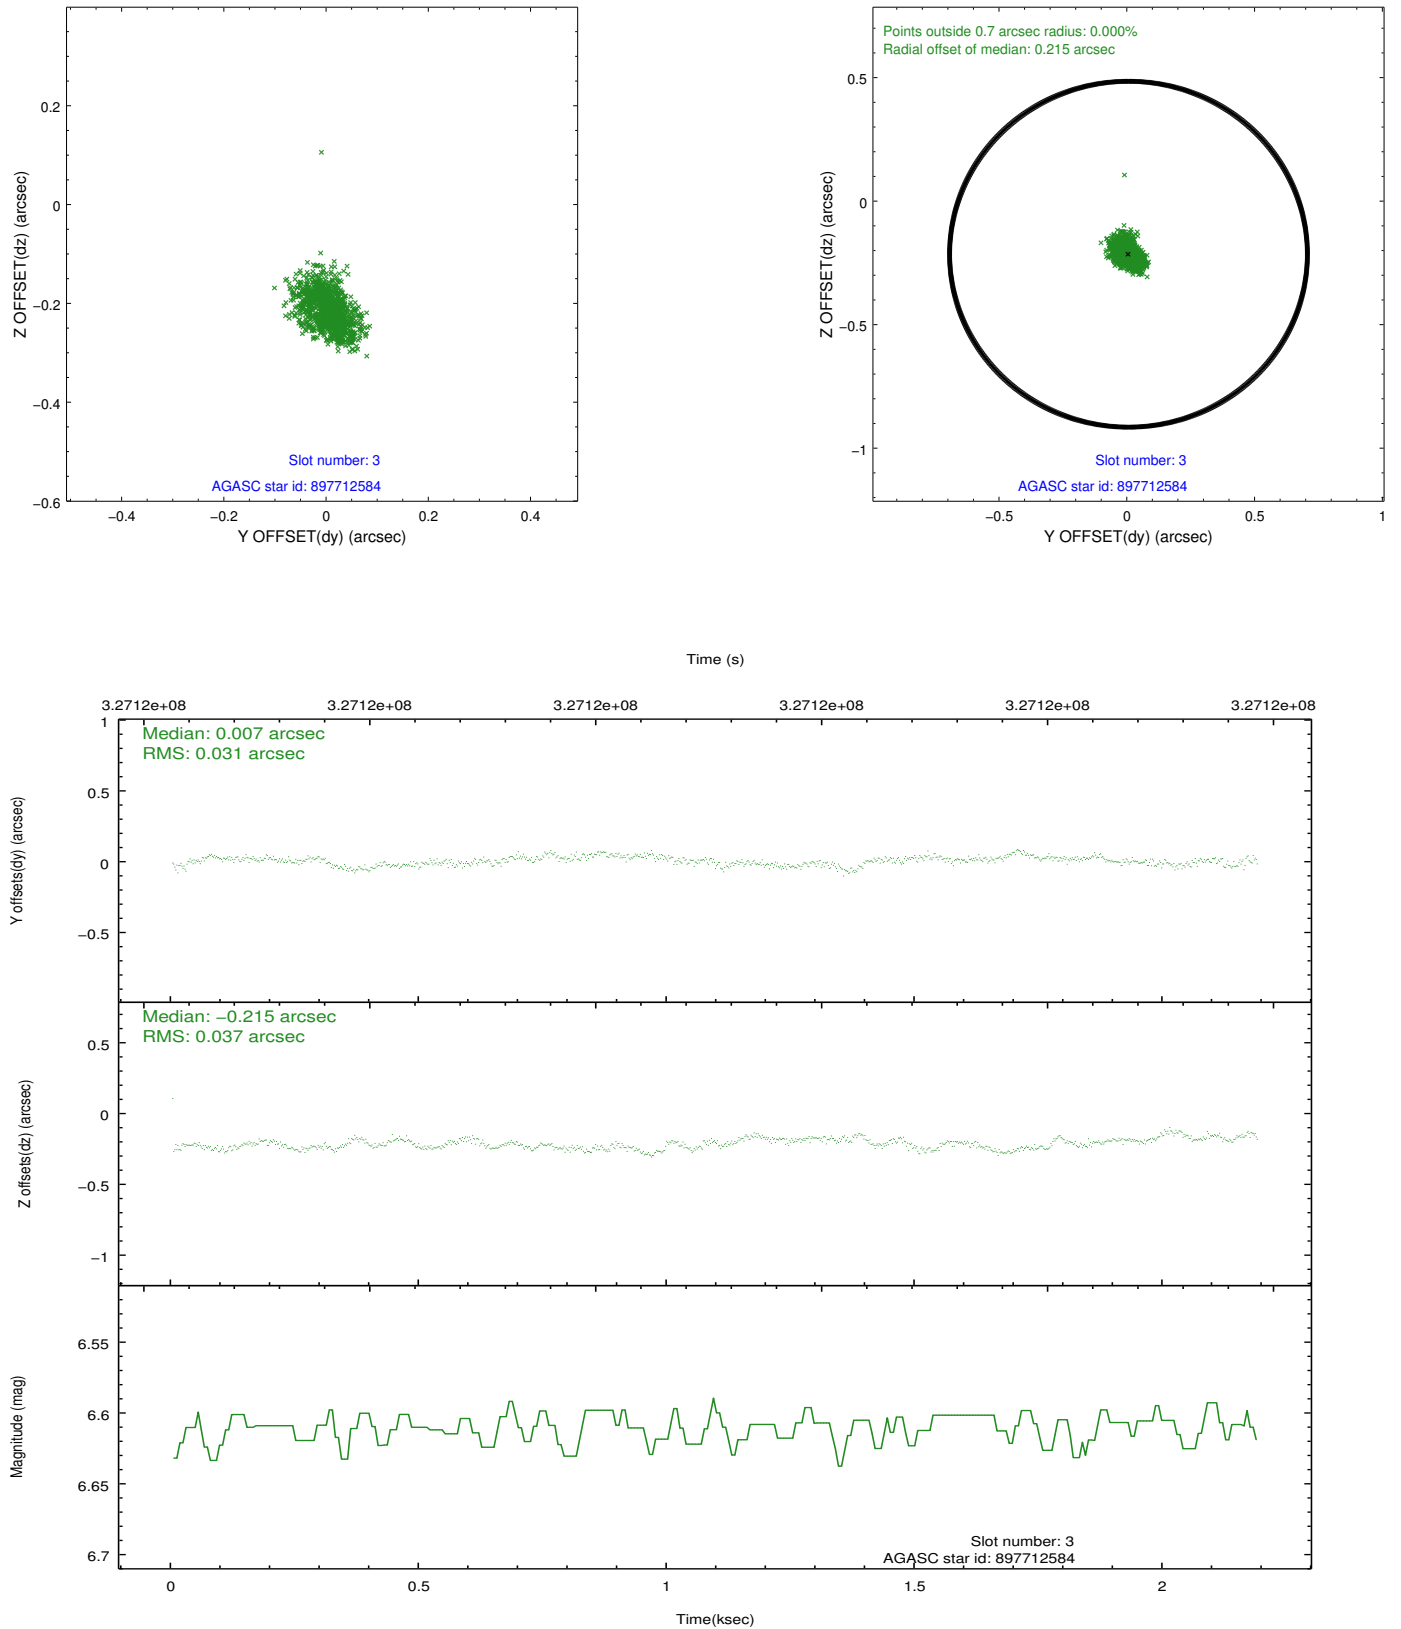 0.2
0
−0.2
−0.4
−0.6
Z OFFSET(dz) (arcsec)
Slot number: 3
AGASC star id: 897712584
−0.4 −0.2 0 0.2 0.4
Y OFFSET(dy) (arcsec)
Points outside 0.7 arcsec radius: 0.000%
Radial offset of median: 0.215 arcsec
0.5
0
−0.5
−1
Z OFFSET(dz) (arcsec)
Slot number: 3
AGASC star id: 897712584
−0.5 0 0.5 1
Y OFFSET(dy) (arcsec)
Time (s)
3.2712e+08 3.2712e+08 3.2712e+08 3.2712e+08 3.2712e+08 3.2712e+08
Median: 0.007 arcsec
RMS: 0.031 arcsec
1
0.5
0
−0.5
Y offsets(dy) (arcsec)
Median: −0.215 arcsec
RMS: 0.037 arcsec
0.5
0
−0.5
−1
Z offsets(dz) (arcsec)
6.55
6.6
6.65
6.7
Magnitude (mag)
Slot number: 3
AGASC star id: 897712584
0 0.5 1 1.5 2
Time(ksec)